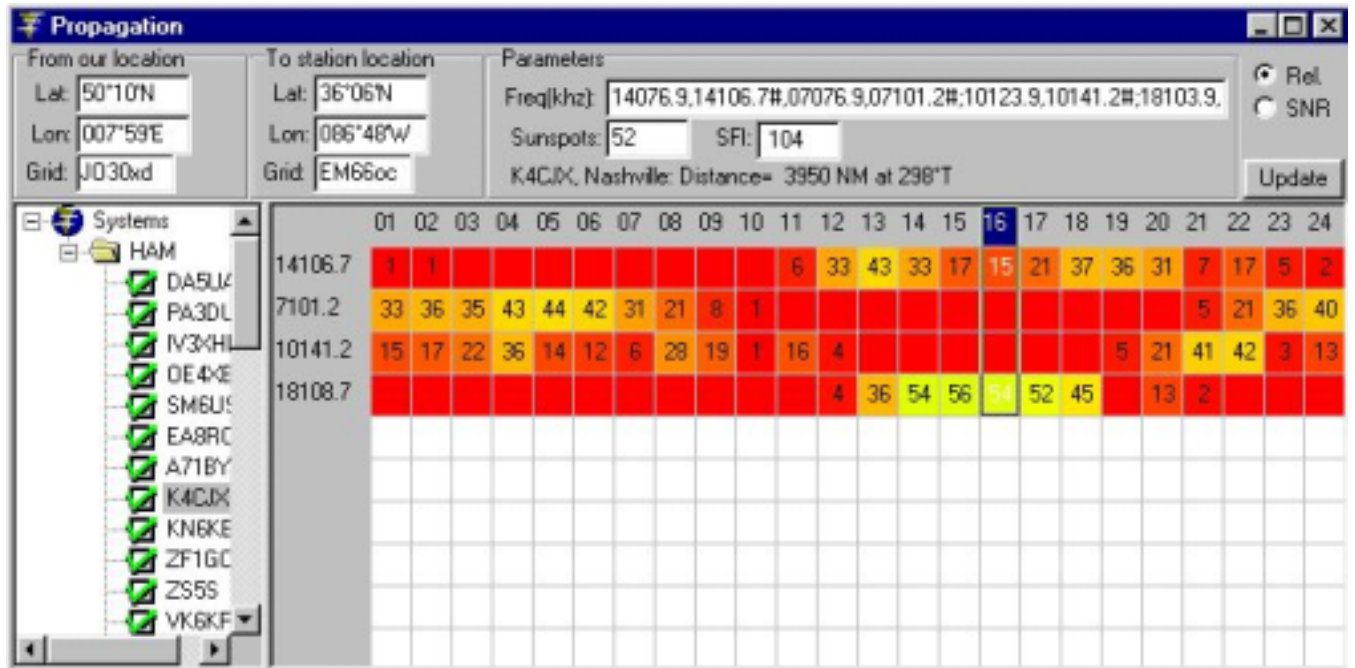 Propagation
From our location To station location Parameters
Lat: 50°10'N Lat: 36°06'N Freq(khz): 14076.9,14106.7#,07076.9,07101.2#;10123.9,10141.2#;18103.9, Rel.
Lon: 007°59'E Lon: 086°48'W Sunspots: 52 SFI: 104 SNR
Grid: JO30xd Grid: EM66oc K4CJX, Nashville: Distance= 3950 NM at 298°T Update
Systems 01 02 03 04 05 06 07 08 09 10 11 12 13 14 15 16 17 18 19 20 21 22 23 24
HAM
14106.7 1 1 6 33 43 33 17 15 21 37 36 31 7 17 5 2
PA3DL
7101.2 33 36 35 43 44 42 31 21 8 1 5 21 36 40
10141.2 15 17 22 36 14 12 6 28 19 1 16 4 5 21 41 42 3 13
18108.7 4 36 54 56 54 52 45 13 2
A71BY
K4CJX
KN6KE
ZS5S